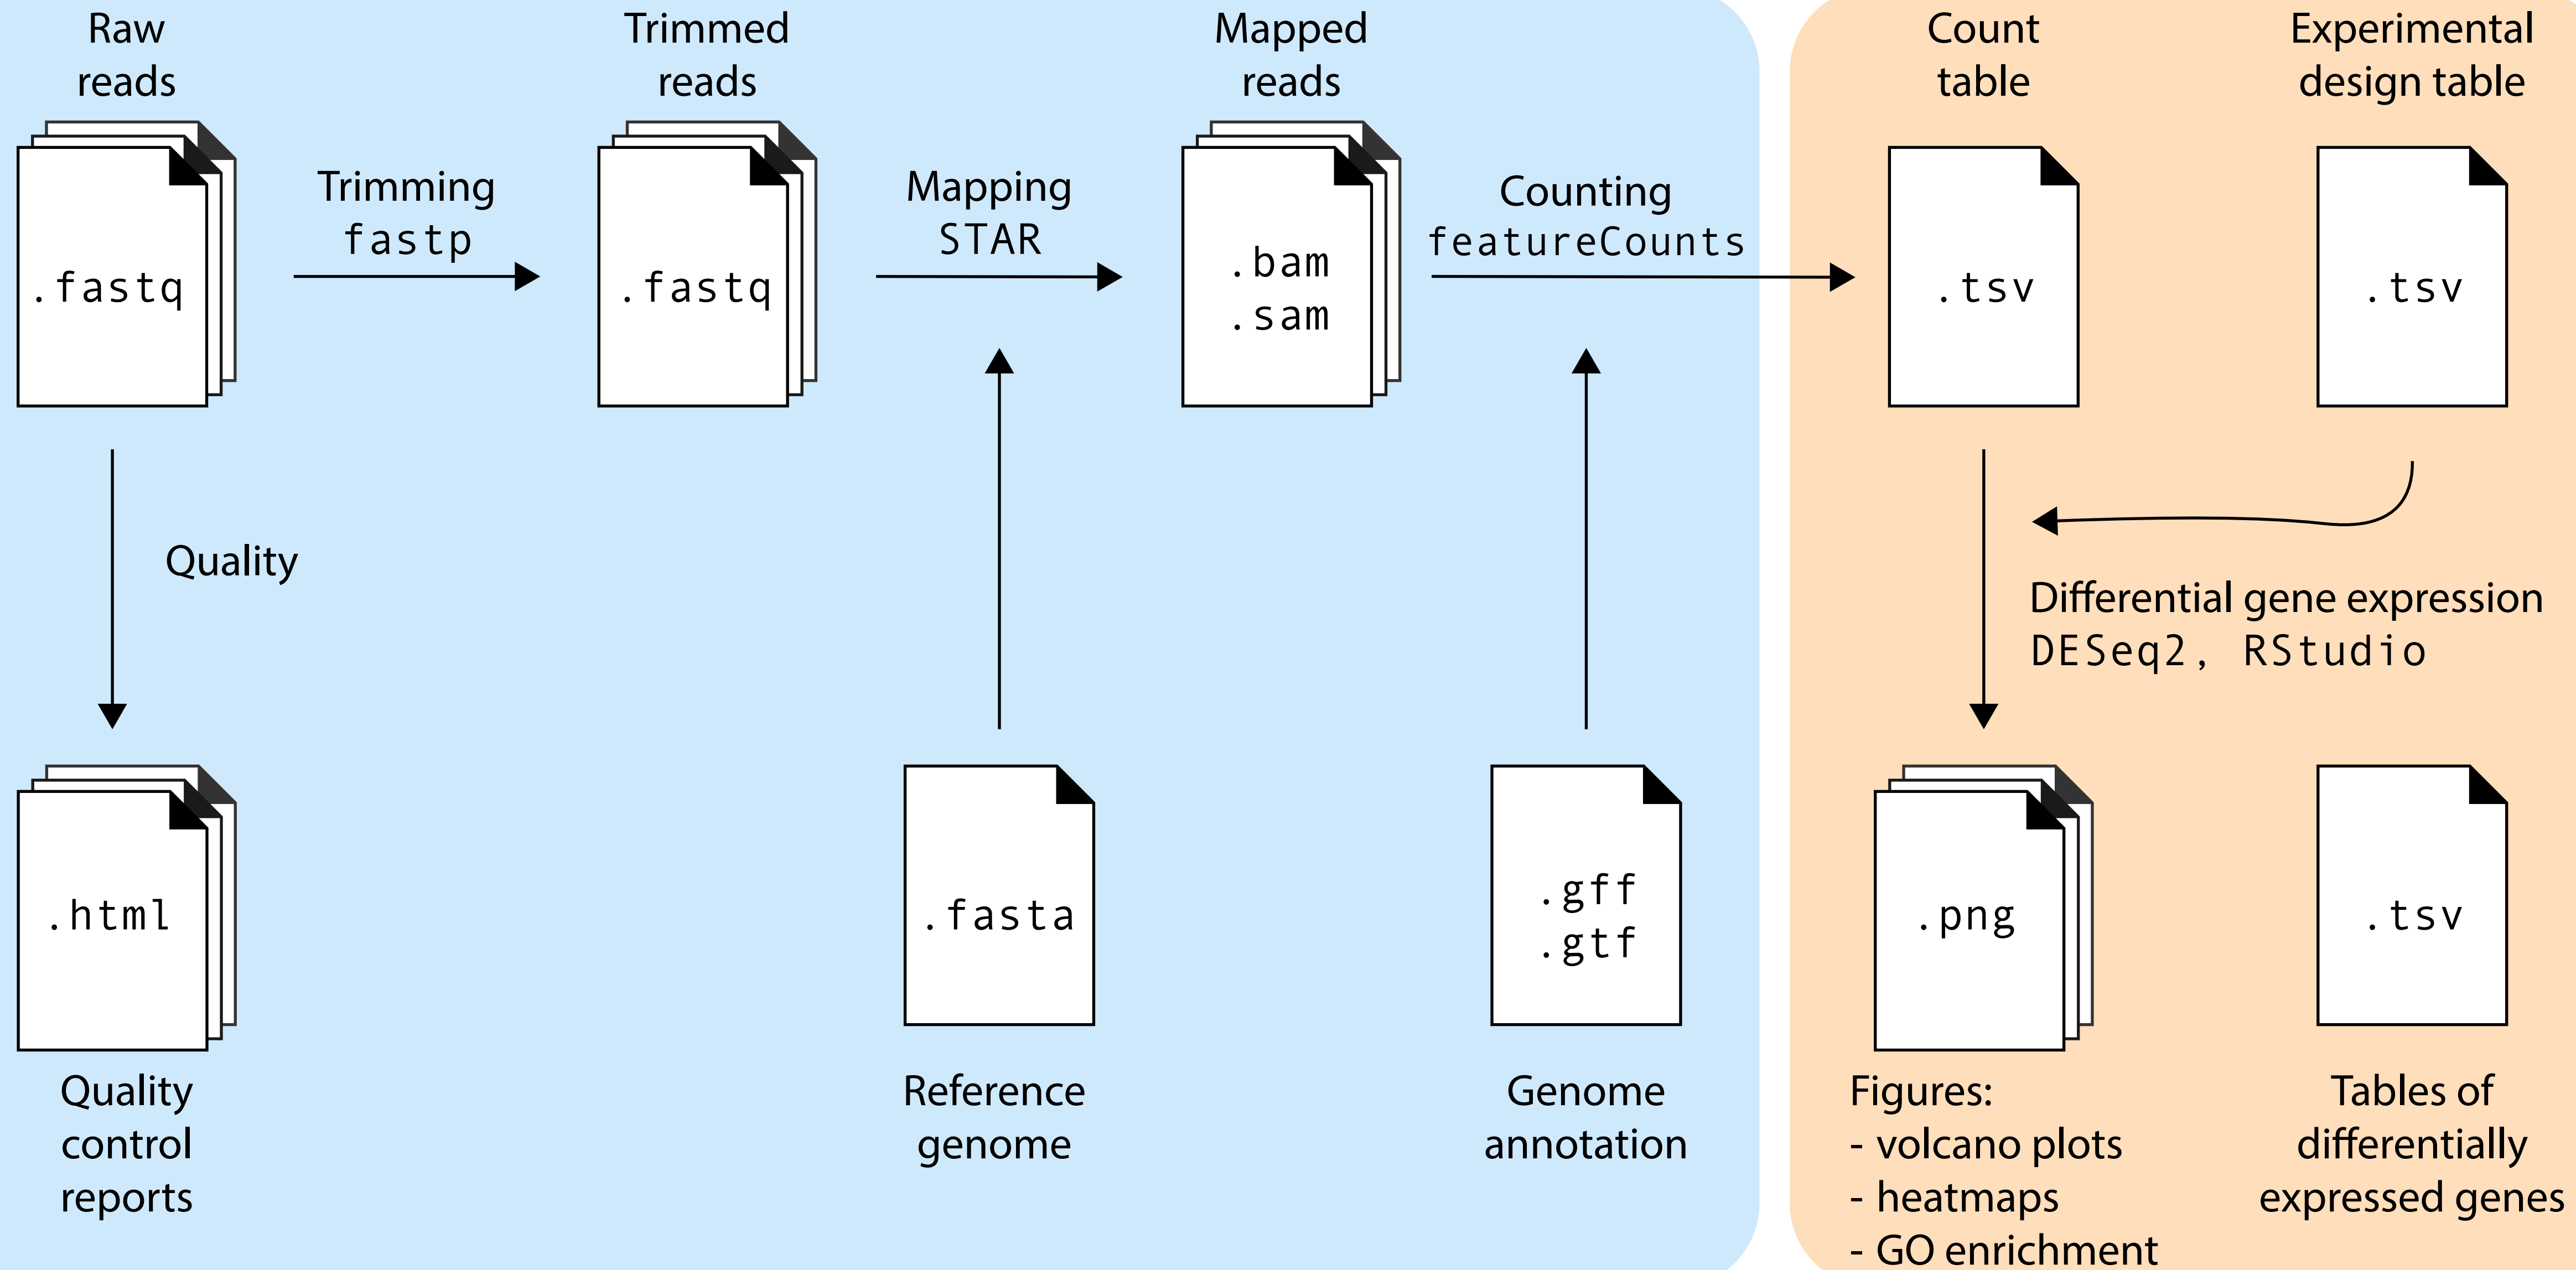 Raw
reads
Trimmed
reads
Mapped
reads
Count
table
Experimental
design table
.fastq
Trimming
fastp
.fastq
Mapping
STAR
.bam
.sam
Counting
featureCounts
.tsv
.tsv
Quality
Differential gene expression
DESeq2, RStudio
.html
.fasta
.gff
.gtf
.png
.tsv
Quality
control
reports
Reference
genome
Genome
annotation
Figures:
- volcano plots
- heatmaps
- GO enrichment
Tables of
differentially
expressed genes